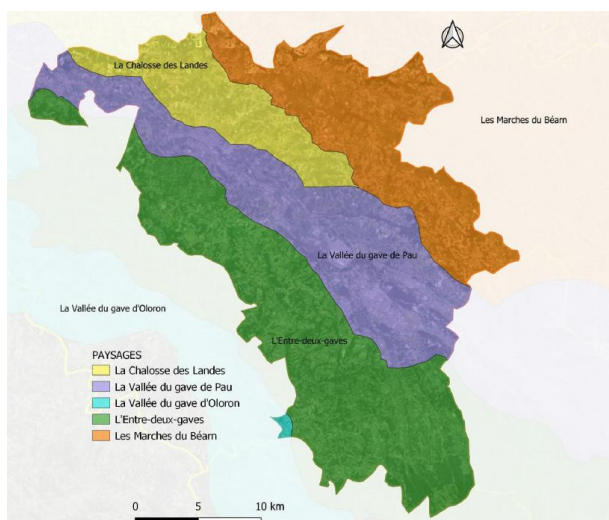 La Chalosse des Landes
Les Marches du Béarn
La Vallée du gave de Pau
La Vallée du gave d'Oloron
L'Entre-deux-gaves
PAYSAGES
La Chalosse des Landes
La Vallée du gave de Pau
La Vallée du gave d'Oloron
L'Entre-deux-gaves
Les Marches du Béarn
0 5 10 km